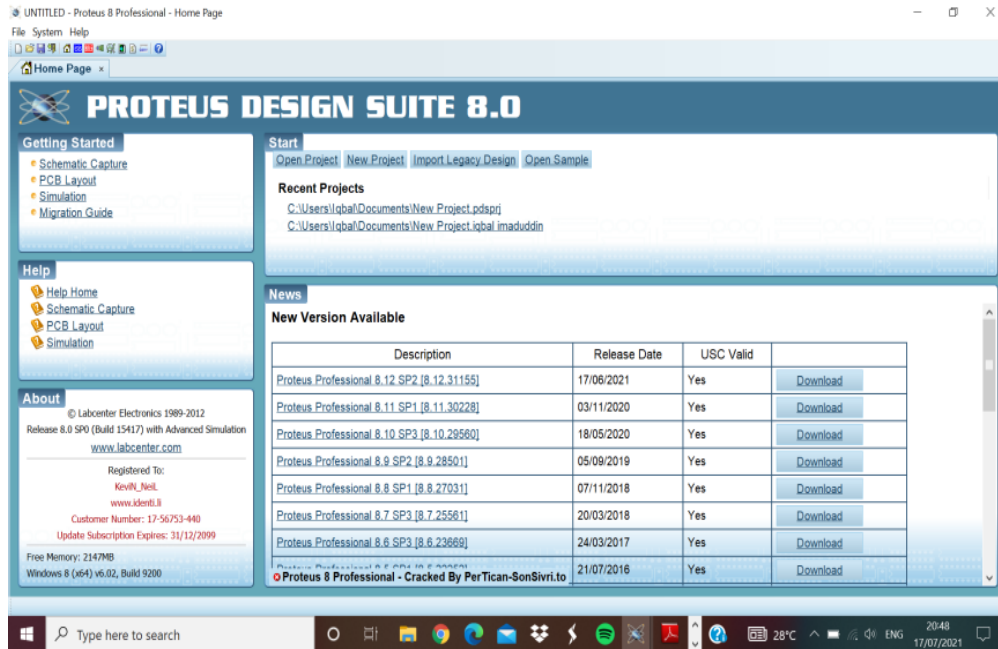 UNTITLED - Proteus 8 Professional - Home Page
File System Help
Home Page
PROTEUS DESIGN SUITE 8.0
Getting Started
Schematic Capture
PCB Layout
Simulation
Migration Guide
Help
Help Home
Schematic Capture
PCB Layout
Simulation
About
© Labcenter Electronics 1989-2012
Release 8.0 SP0 (Build 15417) with Advanced Simulation
www.labcenter.com
Registered To:
KeviN_NeiL
www.identi.li
Customer Number: 17-56753-440
Update Subscription Expires: 31/12/2099
Free Memory: 2147MB
Windows 8 (x64) v6.02, Build 9200
Start
Open Project New Project Import Legacy Design Open Sample
Recent Projects
C:\Users\Iqbal\Documents\New Project.pdsprj
C:\Users\Iqbal\Documents\New Project.iqbal imaduddin
News
New Version Available
Description Release Date USC Valid
Proteus Professional 8.12 SP2 [8.12.31155] 17/06/2021 Yes Download
Proteus Professional 8.11 SP1 [8.11.30228] 03/11/2020 Yes Download
Proteus Professional 8.10 SP3 [8.10.29560] 18/05/2020 Yes Download
Proteus Professional 8.9 SP2 [8.9.28501] 05/09/2019 Yes Download
Proteus Professional 8.8 SP1 [8.8.27031] 07/11/2018 Yes Download
Proteus Professional 8.7 SP3 [8.7.25561] 20/03/2018 Yes Download
Proteus Professional 8.6 SP3 [8.6.23669] 24/03/2017 Yes Download
21/07/2016 Yes Download
Proteus 8 Professional - Cracked By PerTican-SonSivri.to
Type here to search
28°C ENG
20:48
17/07/2021